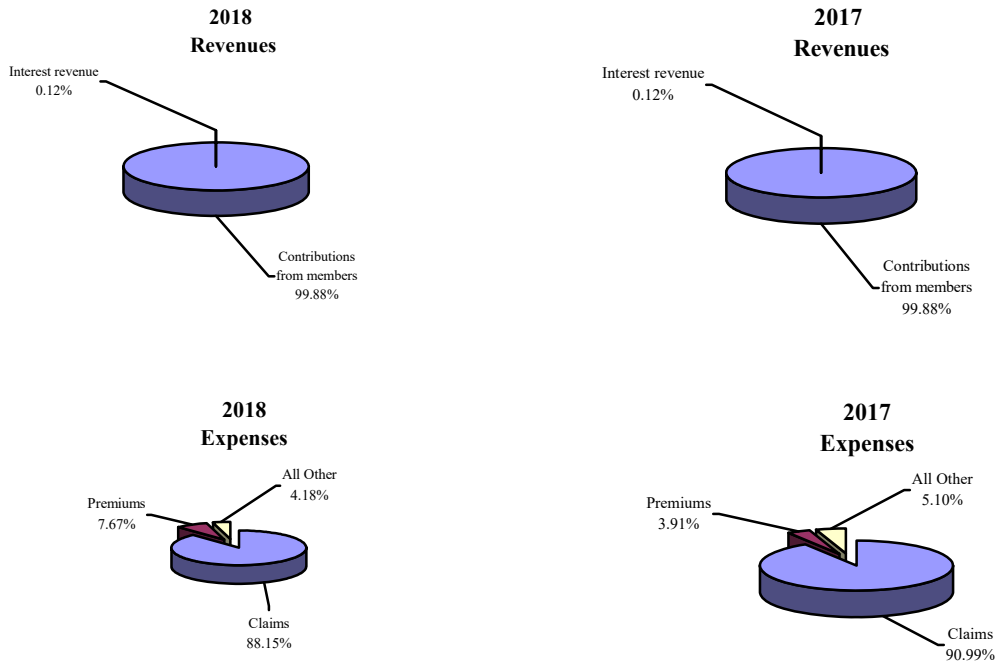 2018
Revenues
Interest revenue
0.12%
Contributions
from members
99.88%
2017
Revenues
Interest revenue
0.12%
Contributions
from members
99.88%
2018
Expenses
All Other
4.18%
Premiums
7.67%
Claims
88.15%
2017
Expenses
All Other
5.10%
Premiums
3.91%
Claims
90.99%